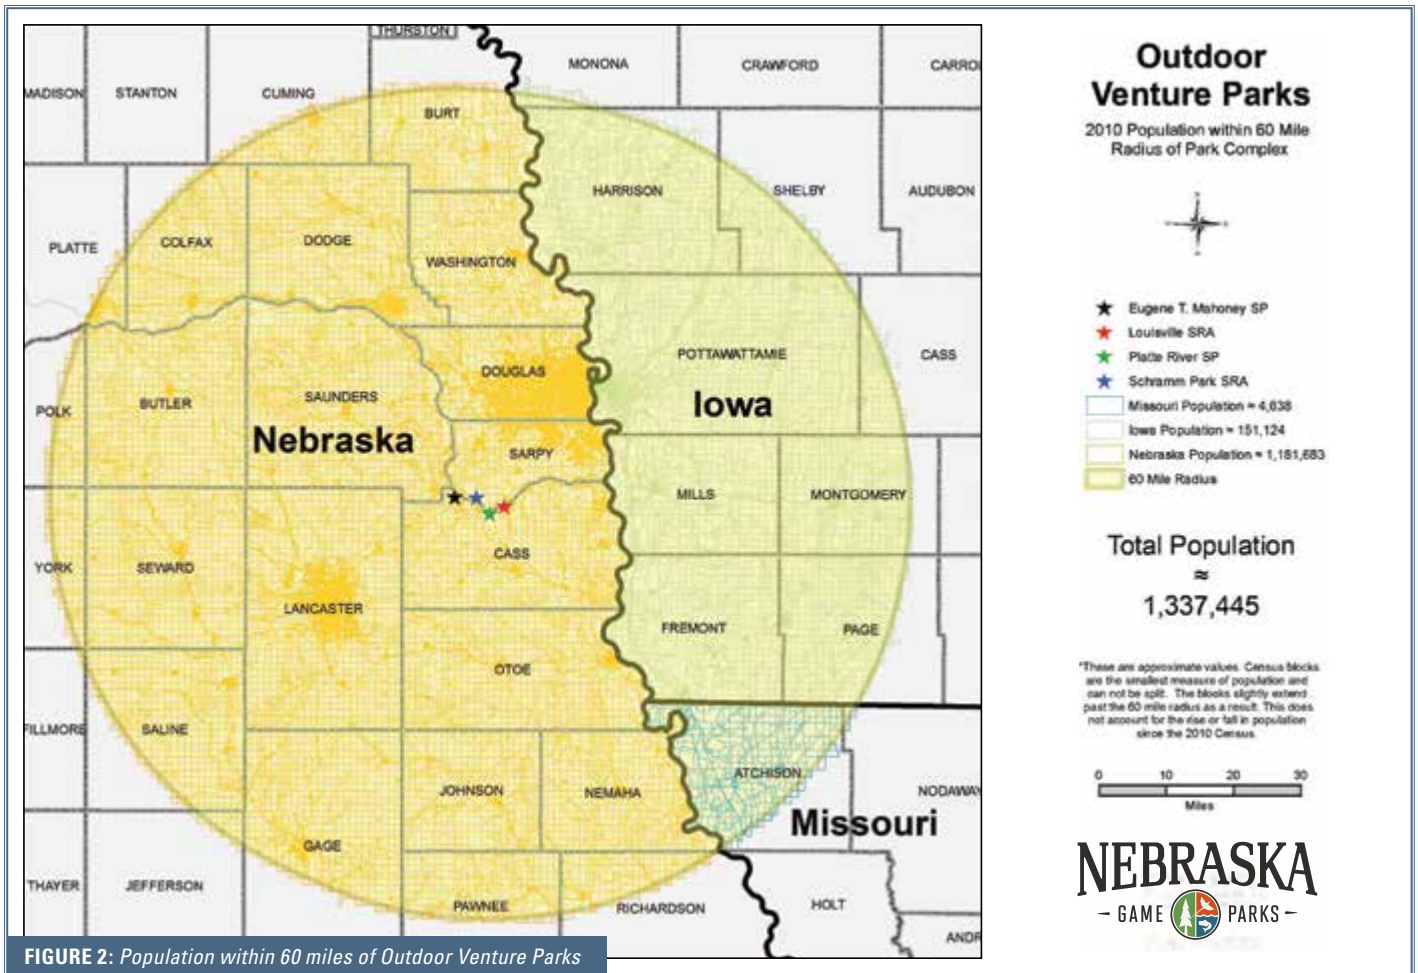 THURSTON
MONONA
CRAWFORD
CARRO
MADISON
STANTON
CUMING
BURT
HARRISON
SHELBY
AUDUBON
PLATTE
COLFAX
DODGE
WASHINGTON
POTTAWATTAMIE
CASS
DOUGLAS
POLK
BUTLER
SAUNDERS
Iowa
Nebraska
SARPY
MILLS
MONTGOMERY
YORK
SEWARD
CASS
LANCASTER
FREMONT
PAGE
OTOE
FILLMORE
SALINE
ATCHISON
JOHNSON
NEMAHA
NODAWAY
Missouri
GAGE
THAYER
JEFFERSON
PAWNEE
RICHARDSON
HOLT
ANDR
Outdoor
Venture Parks
2010 Population within 60 Mile
Radius of Park Complex
Eugene T. Mahoney SP
Louisville SRA
Platte River SP
Schramm Park SRA
Missouri Population ≈ 4,638
Iowa Population ≈ 151,124
Nebraska Population ≈ 1,181,683
60 Mile Radius
Total Population
≈
1,337,445
*These are approximate values. Census blocks
are the smallest measure of population and
can not be split. The blocks slightly extend
past the 60 mile radius as a result. This does
not account for the rise or fall in population
since the 2010 Census.
0 10 20 30
Miles
NEBRASKA
GAME PARKS
FIGURE 2: Population within 60 miles of Outdoor Venture Parks